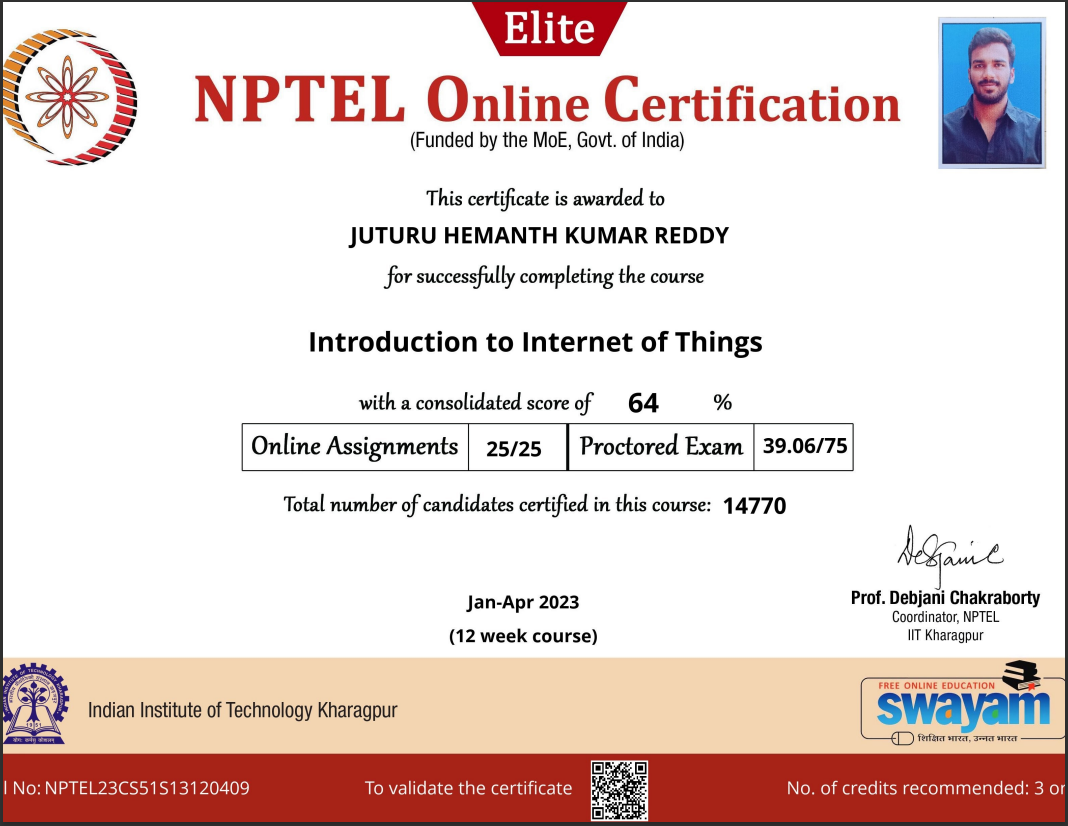 Elite
NPTEL Online Certification
(Funded by the MoE, Govt. of India)
This certificate is awarded to
JUTURU HEMANTH KUMAR REDDY
for successfully completing the course
Introduction to Internet of Things
with a consolidated score of 64 %
Online Assignments 25/25 Proctored Exam 39.06/75
Total number of candidates certified in this course: 14770
Jan-Apr 2023
(12 week course)
Prof. Debjani Chakraborty
Coordinator, NPTEL
IIT Kharagpur
1951
Indian Institute of Technology Kharagpur
FREE ONLINE EDUCATION
swayam
शिक्षित भारत, उन्नत भारत
l No: NPTEL23CS51S13120409
To validate the certificate
No. of credits recommended: 3 or